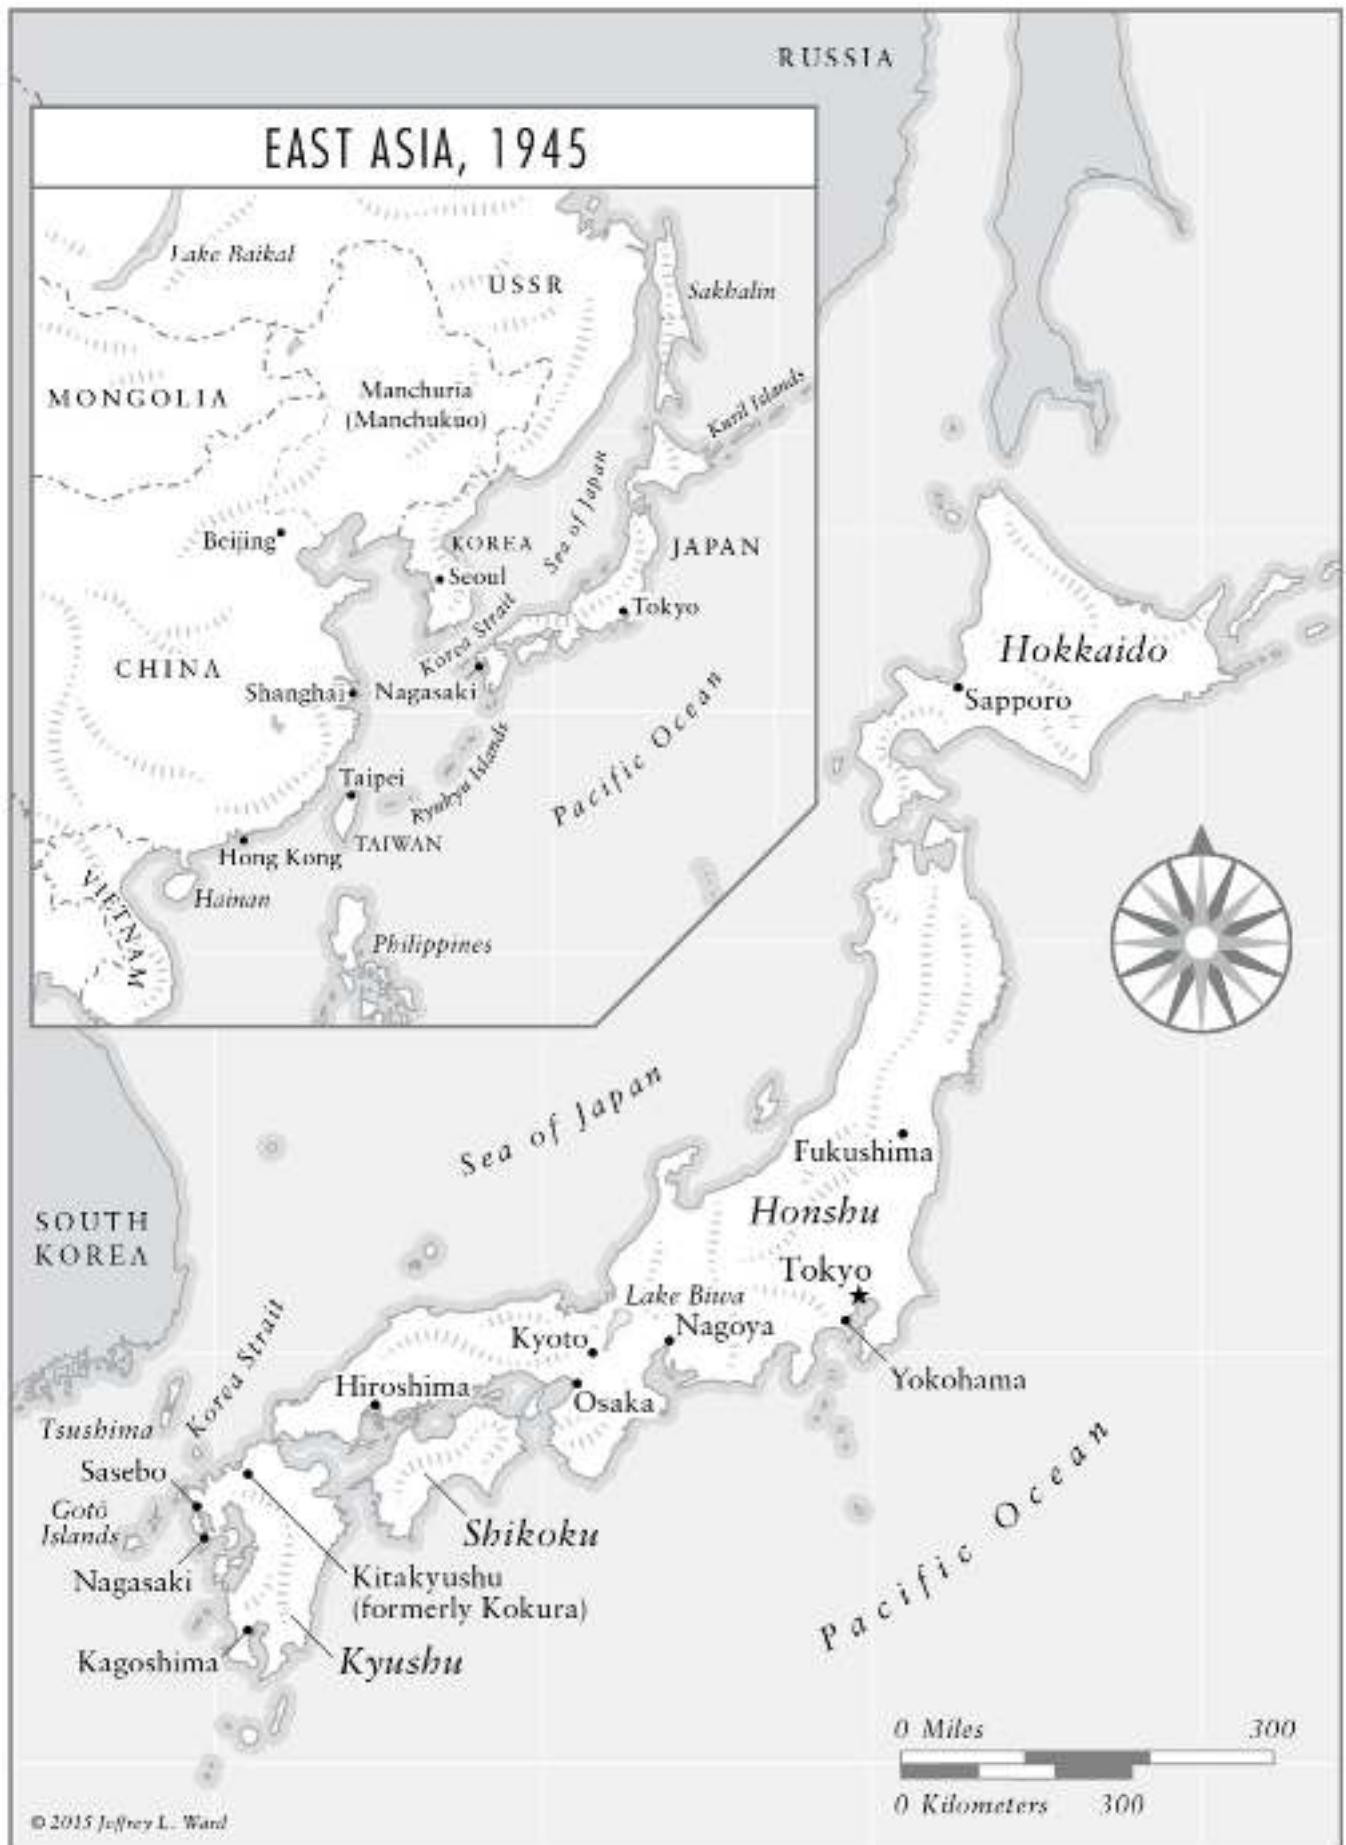 RUSSIA
EAST ASIA, 1945
Lake Baikal
USSR
Sakhalin
MONGOLIA
Manchuria
(Manchukuo)
Kuril Islands
Sea of Japan
Beijing
KOREA
JAPAN
Seoul
Tokyo
Korea Strait
CHINA
Shanghai
Nagasaki
Ryukyu Islands
Pacific Ocean
Taipei
TAIWAN
Hong Kong
VIETNAM
Hainan
Philippines
Hokkaido
Sapporo
Sea of Japan
Fukushima
Honshu
SOUTH
KOREA
Tokyo
Lake Biwa
Nagoya
Kyoto
Korea Strait
Hiroshima
Osaka
Yokohama
Tsushima
Sasebo
Gotō
Islands
Shikoku
Nagasaki
Kitakyushu
(formerly Kokura)
Kagoshima
Kyushu
Pacific Ocean
0 Miles 300
0 Kilometers 300
© 2015 Jeffrey L. Ward